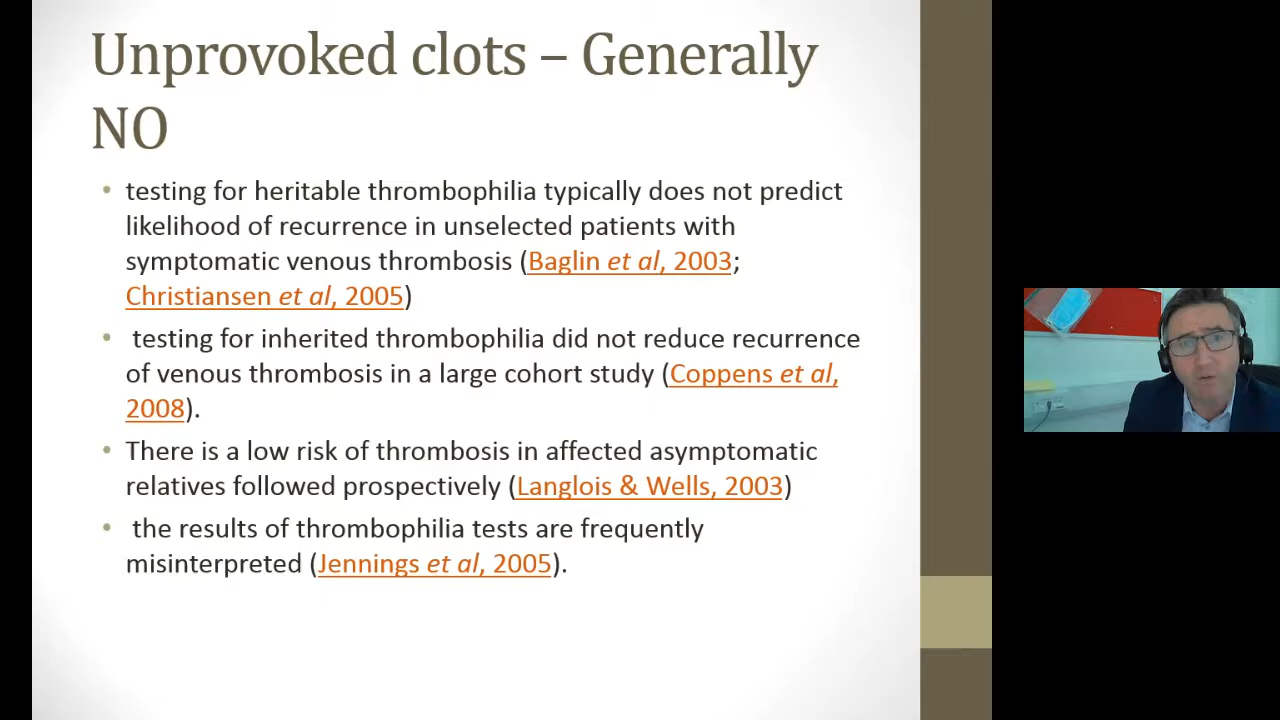 Unprovoked clots – Generally
NO
• testing for heritable thrombophilia typically does not predict
likelihood of recurrence in unselected patients with
symptomatic venous thrombosis (Baglin et al, 2003;
Christiansen et al, 2005)
• testing for inherited thrombophilia did not reduce recurrence
of venous thrombosis in a large cohort study (Coppens et al,
2008).
• There is a low risk of thrombosis in affected asymptomatic
relatives followed prospectively (Langlois & Wells, 2003)
• the results of thrombophilia tests are frequently
misinterpreted (Jennings et al, 2005).